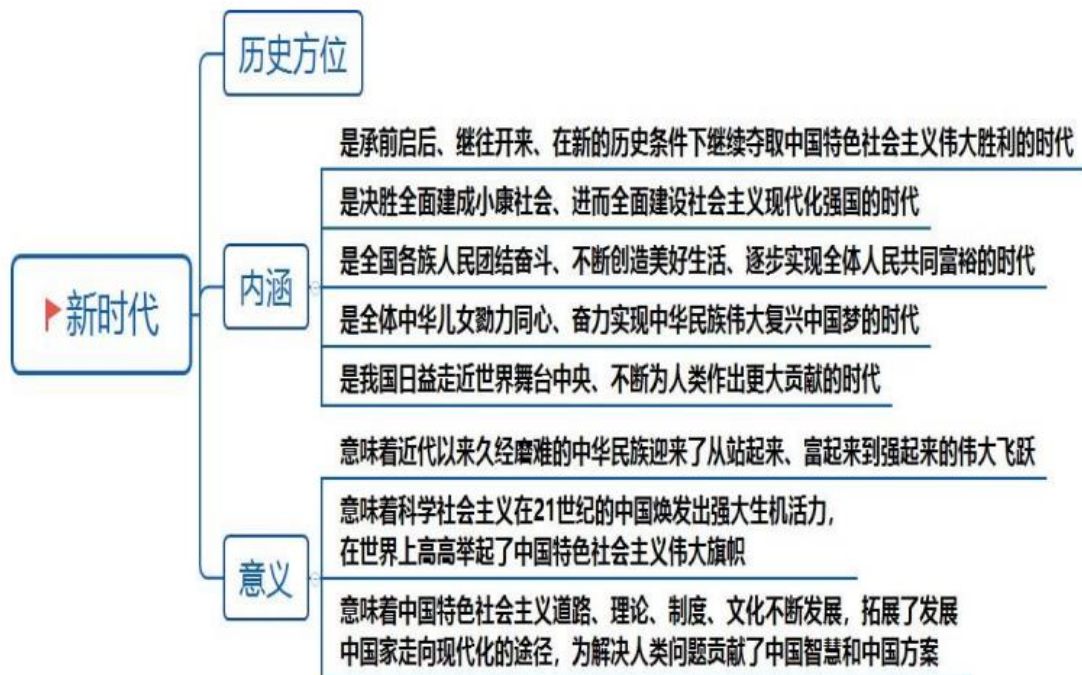 历史方位
是承前启后、继往开来、在新的历史条件下继续夺取中国特色社会主义伟大胜利的时代
是决胜全面建成小康社会、进而全面建设社会主义现代化强国的时代
是全国各族人民团结奋斗、不断创造美好生活、逐步实现全体人民共同富裕的时代
新时代
内涵
是全体中华儿女勠力同心、奋力实现中华民族伟大复兴中国梦的时代
是我国日益走近世界舞台中央、不断为人类作出更大贡献的时代
意味着近代以来久经磨难的中华民族迎来了从站起来、富起来到强起来的伟大飞跃
意味着科学社会主义在21世纪的中国焕发出强大生机活力，
在世界上高高举起了中国特色社会主义伟大旗帜
意义
意味着中国特色社会主义道路、理论、制度、文化不断发展，拓展了发展
中国家走向现代化的途径，为解决人类问题贡献了中国智慧和中国方案